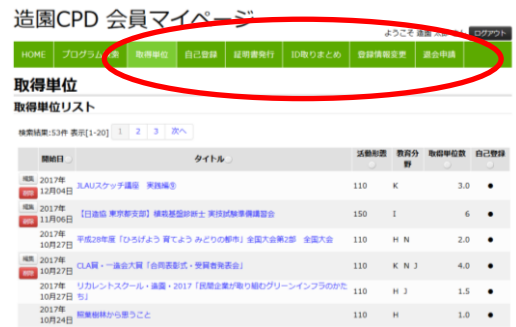 造園CPD 会員マイページ
ようこそ 造園
ログアウト
HOME プログラム 取得単位 自己登録 証明書発行 ID取りまとめ 登録情報変更 退会申請
取得単位
取得単位リスト
検索結果:53件 表示[1-20] 1 2 3 次へ
開始日 タイトル 活動形態 教育分野 取得単位数 自己登録
編集 2017年12月04日 JLAUスケッチ講座 実践編⑤ 110 K 3.0 ●
編集 2017年11月06日 【日造協 東京都支部】植栽基盤診断士 実技試験準備講習会 150 I 6 ●
2017年10月27日 平成28年度「ひろげよう 育てよう みどりの都市」全国大会第2部 全国大会 110 H N 2.0 ●
編集 2017年10月27日 CLA賞・一造会大賞「合同表彰式・受賞者発表会」 110 K N J 4.0 ●
2017年10月27日 リカレントスクール・造園・2017「民間企業が取り組むグリーンインフラのかたち」 110 H J 1.5 ●
2017年10月24日 照葉樹林から思うこと 110 H 1.0 ●